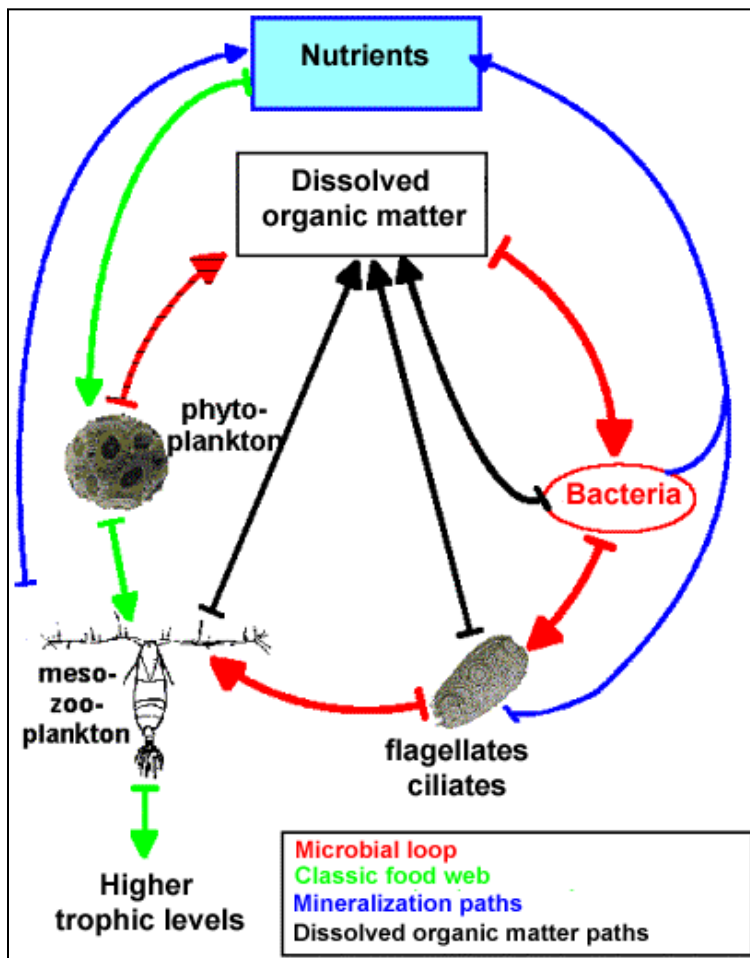 Nutrients
Dissolved
organic matter
phyto-
plankton
Bacteria
meso-
zoo-
plankton
flagellates
ciliates
Higher
trophic levels
Microbial loop
Classic food web
Mineralization paths
Dissolved organic matter paths